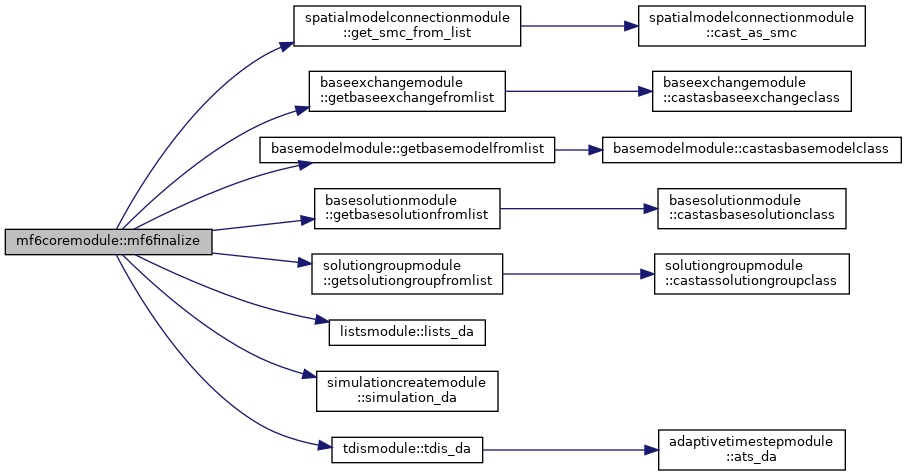 mf6coremodule::mf6finalize
spatialmodelconnectionmodule
::get_smc_from_list
spatialmodelconnectionmodule
::cast_as_smc
baseexchangemodule
::getbaseexchangefromlist
baseexchangemodule
::castasbaseexchangeclass
basemodelmodule::getbasemodelfromlist
basemodelmodule::castasbasemodelclass
basesolutionmodule
::getbasesolutionfromlist
basesolutionmodule
::castasbasesolutionclass
solutiongroupmodule
::getsolutiongroupfromlist
solutiongroupmodule
::castassolutiongroupclass
listsmodule::lists_da
simulationcreatemodule
::simulation_da
tdismodule::tdis_da
adaptivetimestepmodule
::ats_da